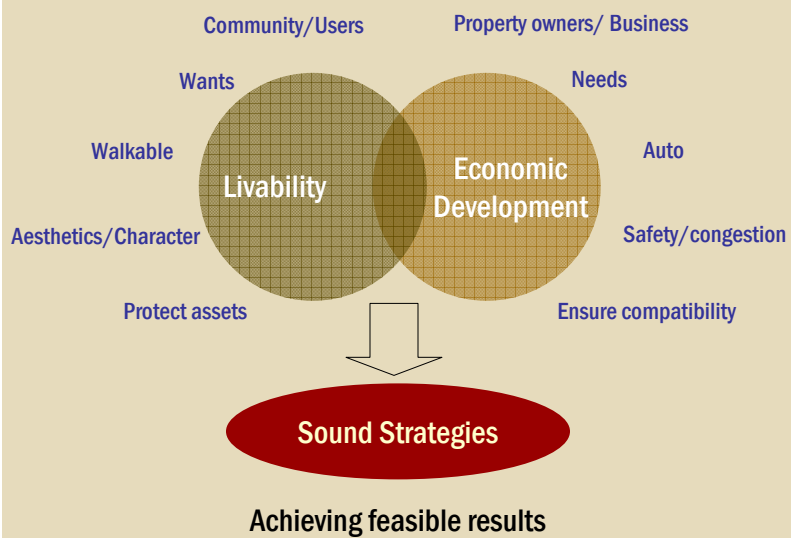 Community/Users
Property owners/ Business
Wants
Needs
Walkable
Auto
Livability
Economic
Development
Aesthetics/Character
Safety/congestion
Protect assets
Ensure compatibility
Sound Strategies
Achieving feasible results